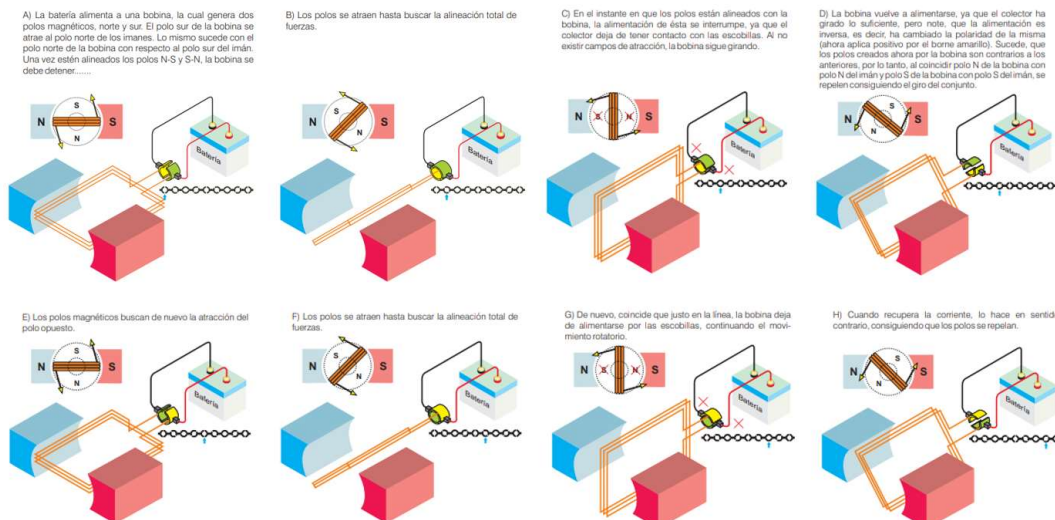 A) La batería alimenta a una bobina, la cual genera dos
polos magnéticos, norte y sur. El polo sur de la bobina se
atrae al polo norte de los imanes. Lo mismo sucede con el
polo norte de la bobina con respecto al polo sur del imán.
Una vez estén alineados los polos N-S y S-N, la bobina se
debe detener.......
N
S
N
S
Batería
B) Los polos se atraen hasta buscar la alineación total de
fuerzas.
N
S
N
S
Batería
C) En el instante en que los polos están alineados con la
bobina, la alimentación de ésta se interrumpe, ya que el
colector deja de tener contacto con las escobillas. Al no
existir campos de atracción, la bobina sigue girando.
N
S
N
S
Batería
D) La bobina vuelve a alimentarse, ya que el colector ha
girado lo suficiente, pero note, que la alimentación es
inversa, es decir, ha cambiado la polaridad de la misma
(ahora aplica positivo por el borne amarillo). Sucede, que
los polos creados ahora por la bobina son contrarios a los
anteriores, por lo tanto, al coincidir polo N de la bobina con
polo N del imán y polo S de la bobina con polo S del imán, se
repelen consiguiendo el giro del conjunto.
N
S
N
S
Batería
E) Los polos magnéticos buscan de nuevo la atracción del
polo opuesto.
N
S
N
S
Batería
F) Los polos se atraen hasta buscar la alineación total de
fuerzas.
N
S
N
S
Batería
G) De nuevo, coincide que justo en la línea, la bobina deja
de alimentarse por las escobillas, continuando el movi-
miento rotatorio.
N
S
N
S
Batería
H) Cuando recupera la corriente, lo hace en sentido
contrario, consiguiendo que los polos se repelan.
N
S
N
S
Batería